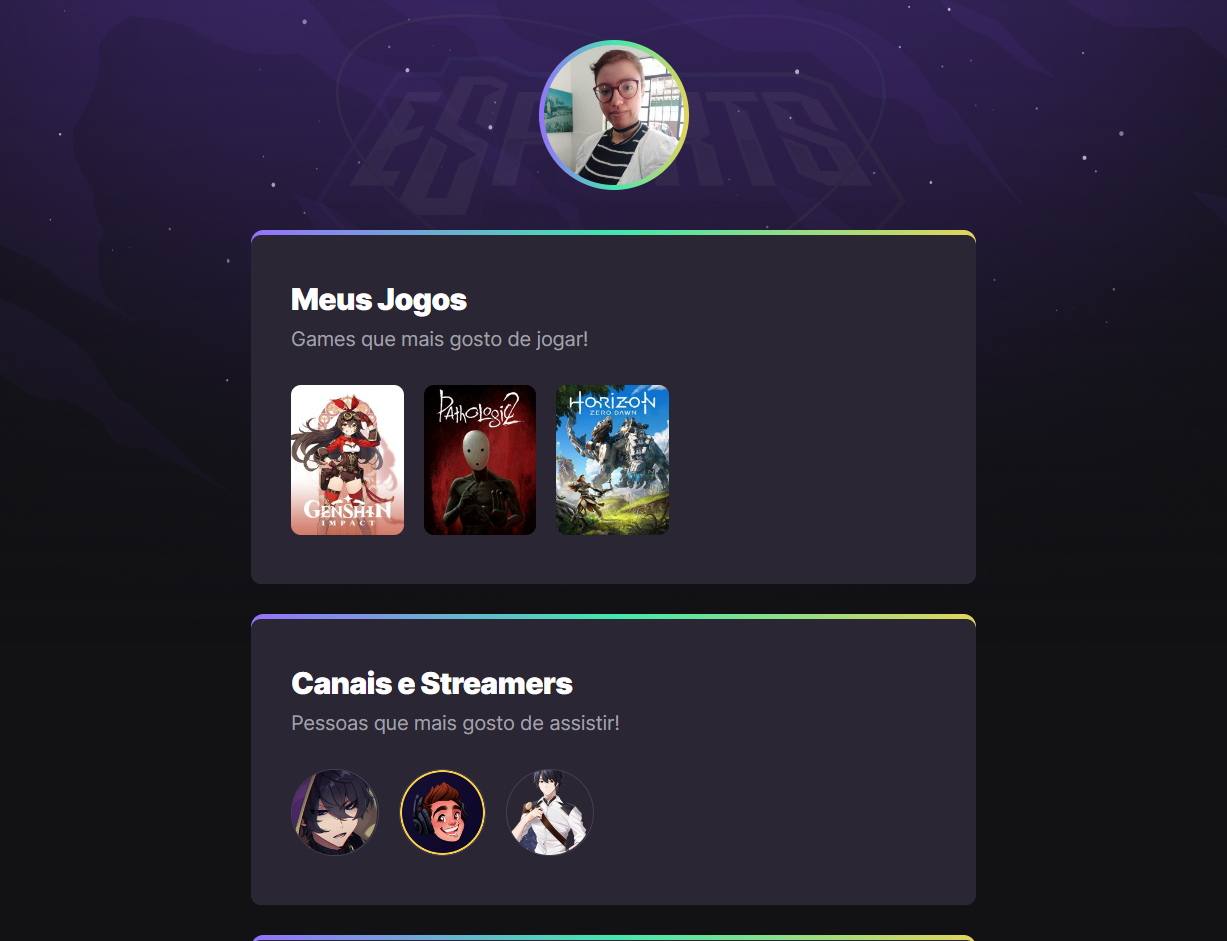 ESPORTS
Meus Jogos
Games que mais gosto de jogar!
GENSHIN
IMPACT
PATHOLOGIC 2
HORIZON
ZERO DAWN
Canais e Streamers
Pessoas que mais gosto de assistir!